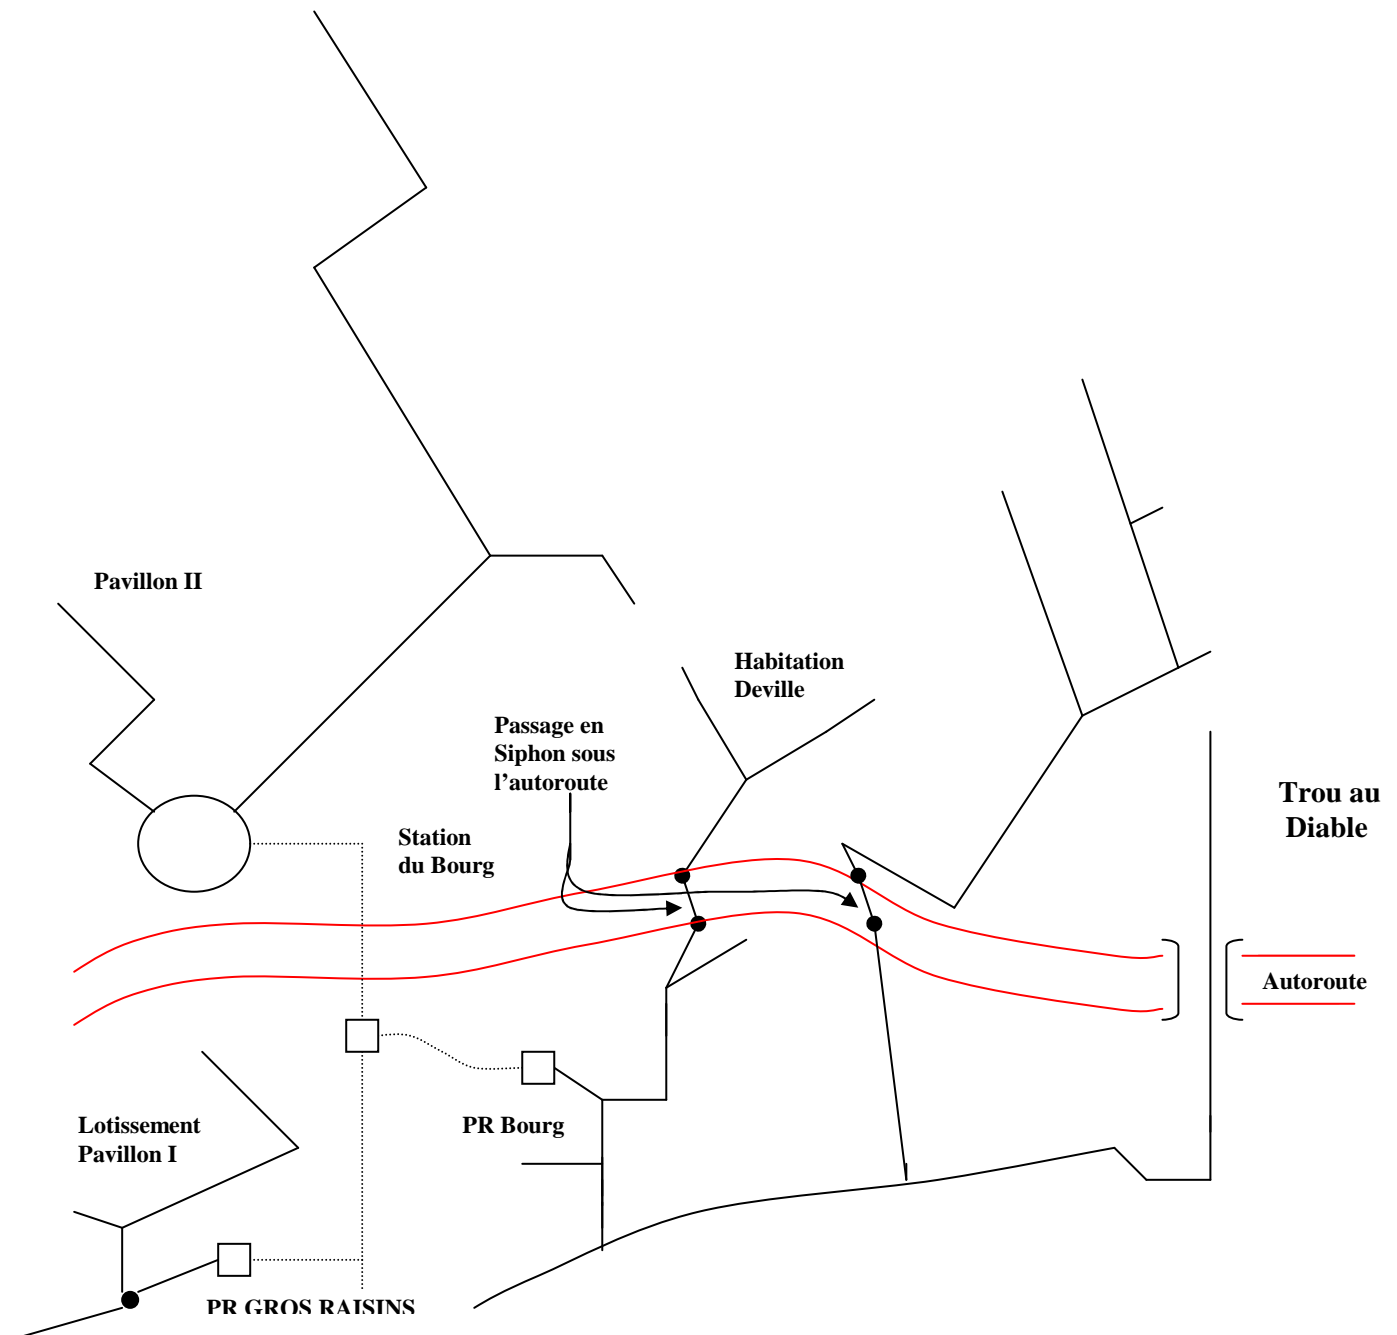 Pavillon II
Habitation
Deville
Passage en
Siphon sous
l'autoroute
Station
du Bourg
Trou au
Diable
Autoroute
Lotissement
Pavillon I
PR Bourg
PR GROS RAISINS